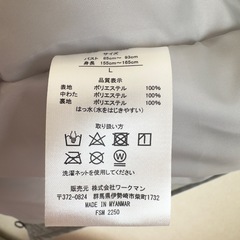 サイズ
バスト 85cm ～ 93cm
身長 155cm～165cm
L
品質表示
表地 ポリエステル 100%
中わた ポリエステル 100%
裏地 ポリエステル 100%
はっ水 (水をはじきやすい)
取り扱い方
洗濯ネットを使用してください
販売元 株式会社ワークマン
〒372-0824 群馬県伊勢崎市柴町1732
MADE IN MYANMAR
FSM 2250